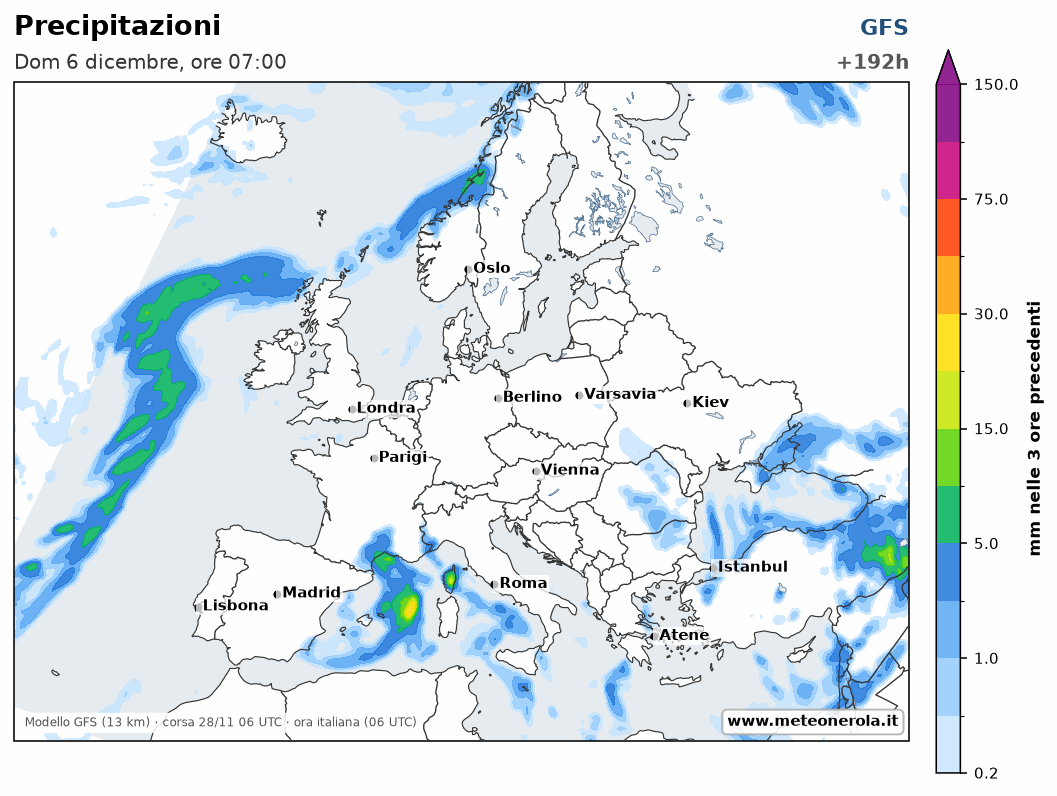 Precipitazioni
GFS
Dom 6 dicembre, ore 07:00
+192h
150.0
75.0
30.0
15.0
5.0
1.0
0.2
mm nelle 3 ore precedenti
Oslo
Berlino
Varsavia
Kiev
Londra
Parigi
Vienna
Istanbul
Roma
Madrid
Lisbona
Atene
Modello GFS (13 km) · corsa 28/11 06 UTC · ora italiana (06 UTC)
www.meteonerola.it